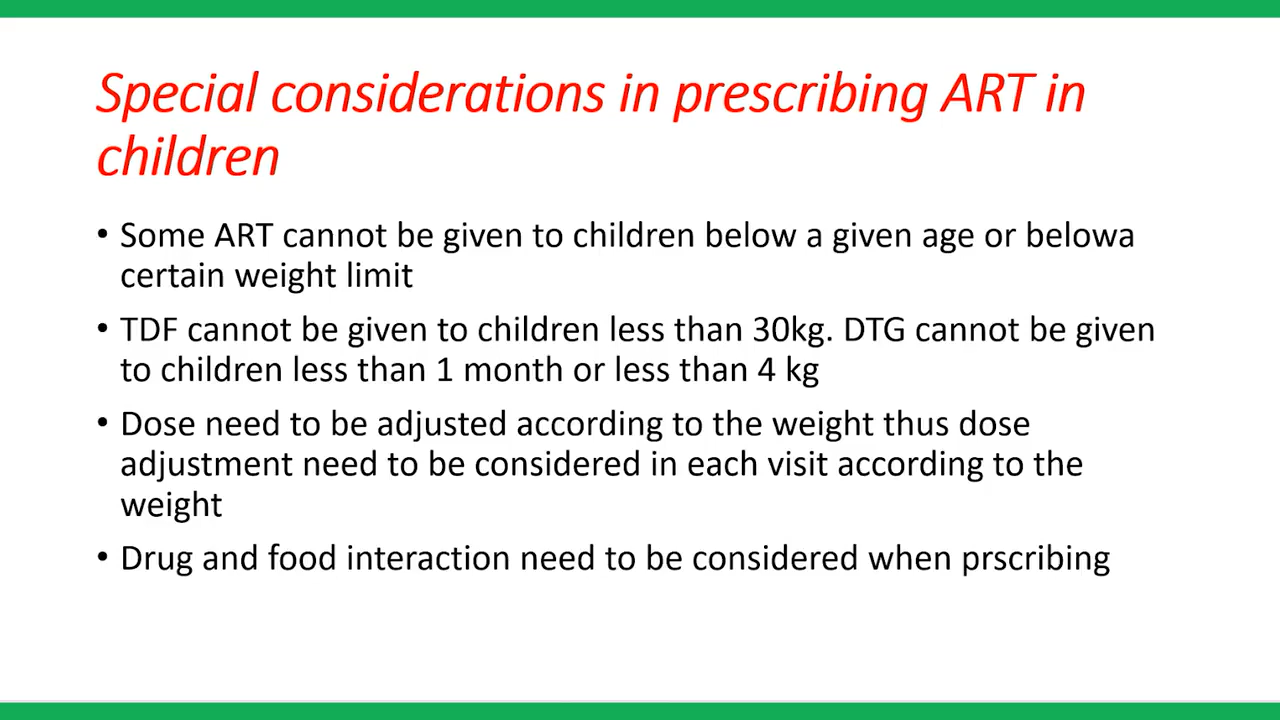 Special considerations in prescribing ART in
children
• Some ART cannot be given to children below a given age or belowa
certain weight limit
• TDF cannot be given to children less than 30kg. DTG cannot be given
to children less than 1 month or less than 4 kg
• Dose need to be adjusted according to the weight thus dose
adjustment need to be considered in each visit according to the
weight
• Drug and food interaction need to be considered when prscribing